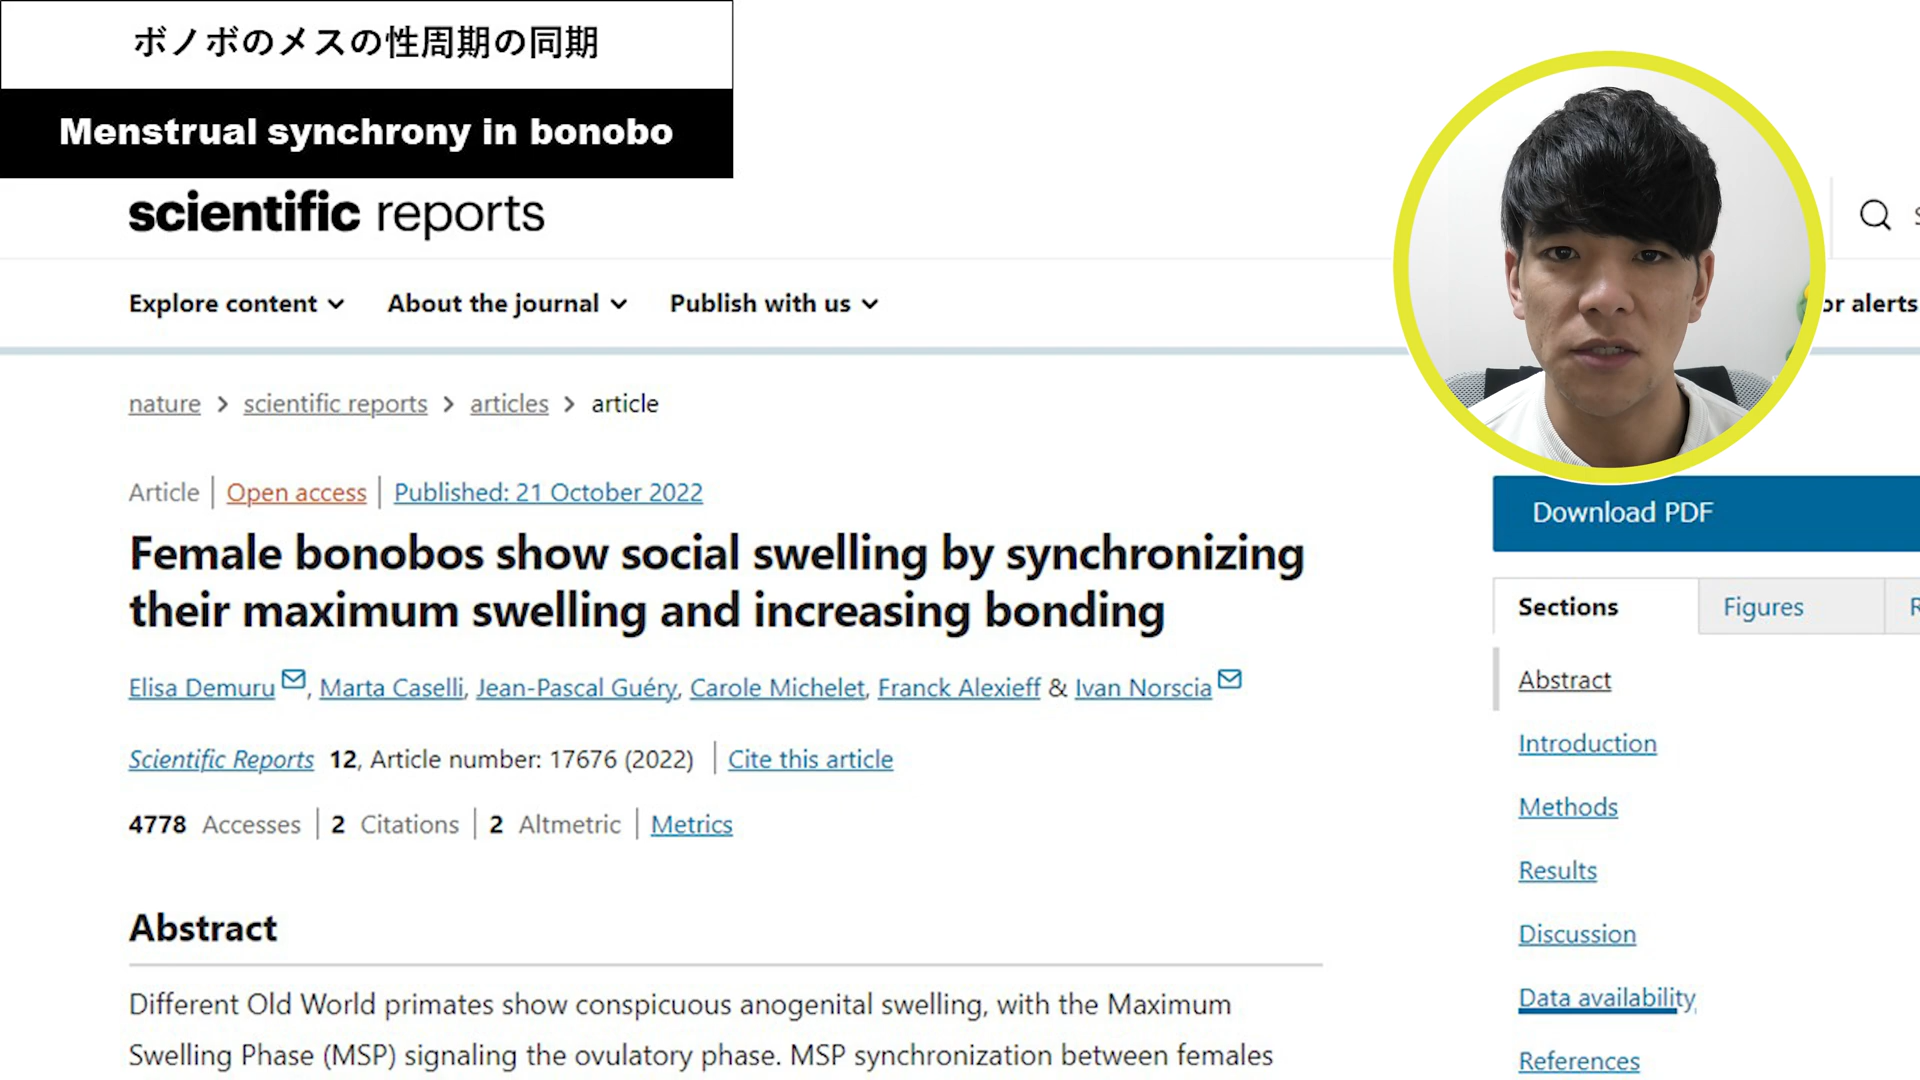 ボノボのメスの性周期の同期
Menstrual synchrony in bonobo
scientific reports
Explore content
About the journal
Publish with us
or alerts
nature > scientific reports > articles > article
Article | Open access | Published: 21 October 2022
Female bonobos show social swelling by synchronizing
their maximum swelling and increasing bonding
Elisa Demuru, Marta Caselli, Jean-Pascal Guéry, Carole Michelet, Franck Alexieff & Ivan Norscia
Scientific Reports 12, Article number: 17676 (2022) | Cite this article
4778 Accesses | 2 Citations | 2 Altmetric | Metrics
Abstract
Different Old World primates show conspicuous anogenital swelling, with the Maximum
Swelling Phase (MSP) signaling the ovulatory phase. MSP synchronization between females
Download PDF
Sections
Figures
Abstract
Introduction
Methods
Results
Discussion
Data availability
References